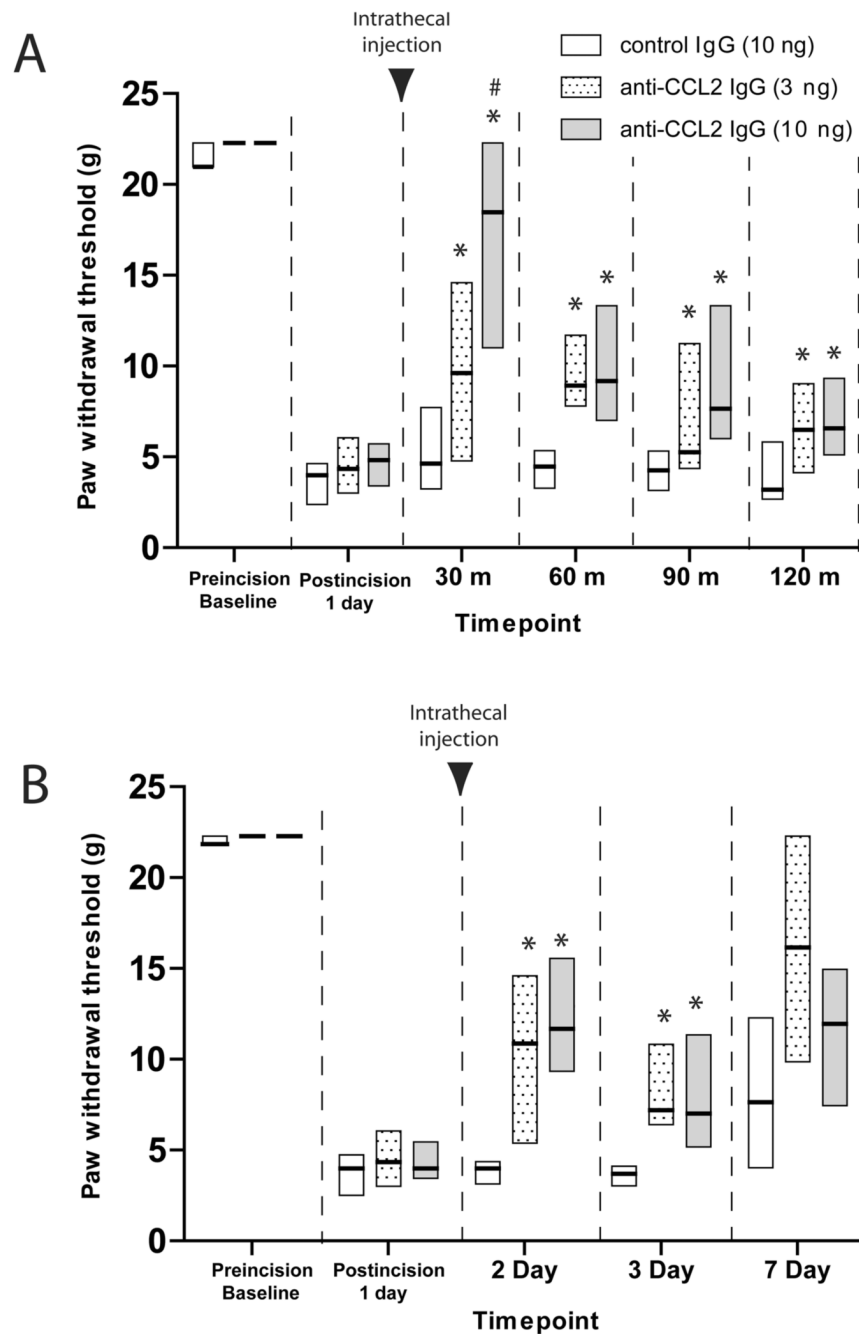 A
Intrathecal
injection
control IgG (10 ng)
anti-CCL2 IgG (3 ng)
anti-CCL2 IgG (10 ng)
Paw withdrawal threshold (g)
25
20
15
10
5
0
#
*
*
*
*
*
*
*
*
Preincision
Baseline
Postincision
1 day
30 m
60 m
90 m
120 m
Timepoint
B
Intrathecal
injection
Paw withdrawal threshold (g)
25
20
15
10
5
0
*
*
*
*
Preincision
Baseline
Postincision
1 day
2 Day
3 Day
7 Day
Timepoint